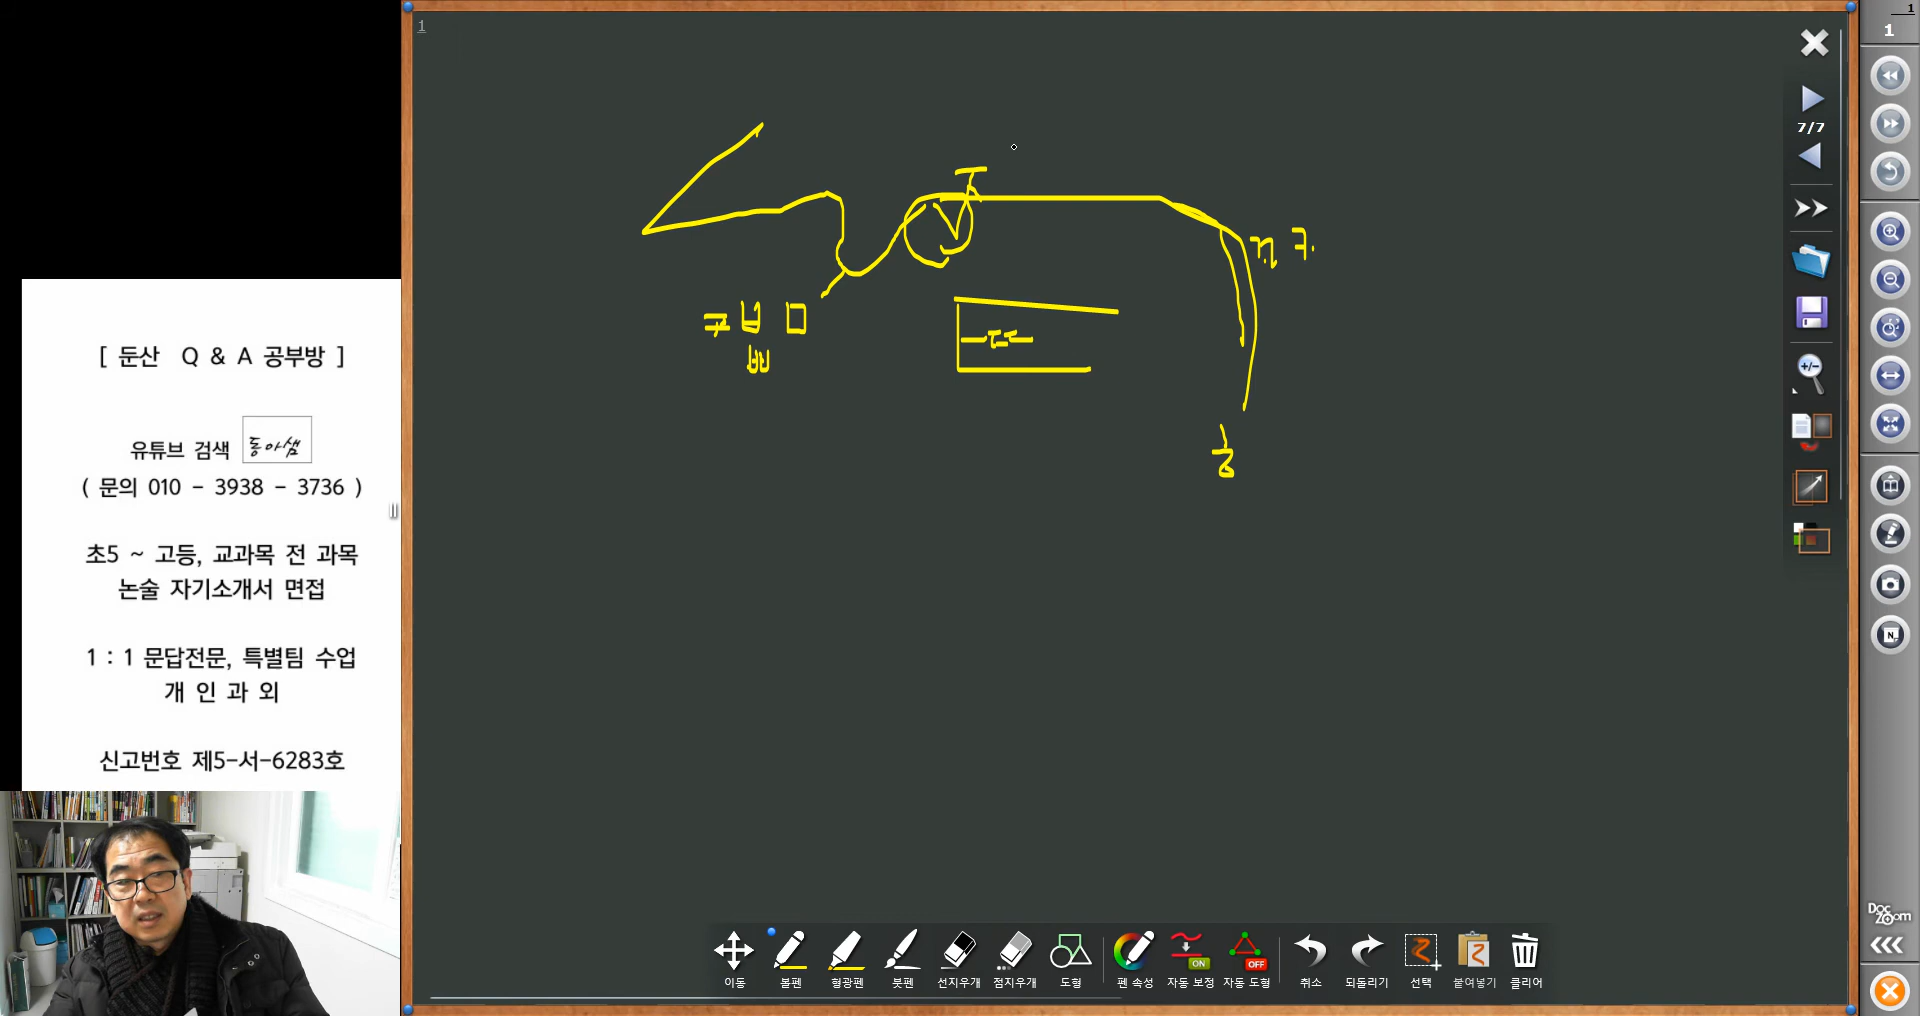 1
1
1
7/7
[ 둔산 Q & A 공부방 ]
유튜브 검색 동아샘
( 문의 010 - 3938 - 3736 )
초5 ~ 고등, 교과목 전 과목
논술 자기소개서 면접
1 : 1 문답전문, 특별팀 수업
개 인 과 외
신고번호 제5-서-6283호
+/-
N
Doc
Zoom
ON
OFF
이동
볼펜
형광펜
붓펜
선지우개
점지우개
도형
펜 속성
자동 보정
자동 도형
취소
되돌리기
선택
붙여넣기
클리어